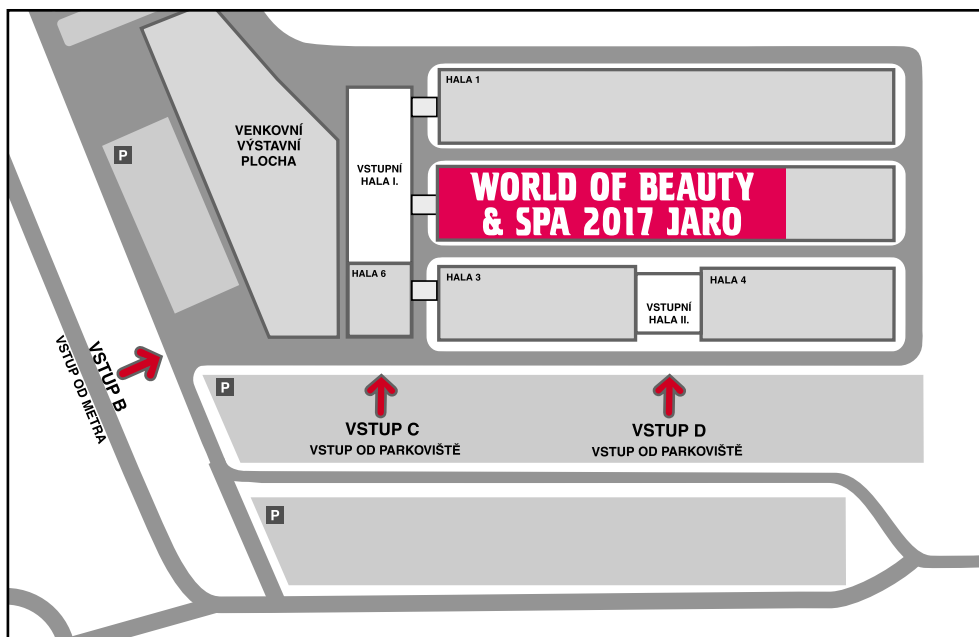 HALA 1
VENKOVNÍ
VÝSTAVNÍ
PLOCHA
P
VSTUPNÍ
HALA I.
WORLD OF BEAUTY
& SPA 2017 JARO
HALA 6
HALA 3
HALA 4
VSTUPNÍ
HALA II.
VSTUP B
VSTUP OD METRA
P
VSTUP C
VSTUP OD PARKOVIŠTĚ
VSTUP D
VSTUP OD PARKOVIŠTĚ
P